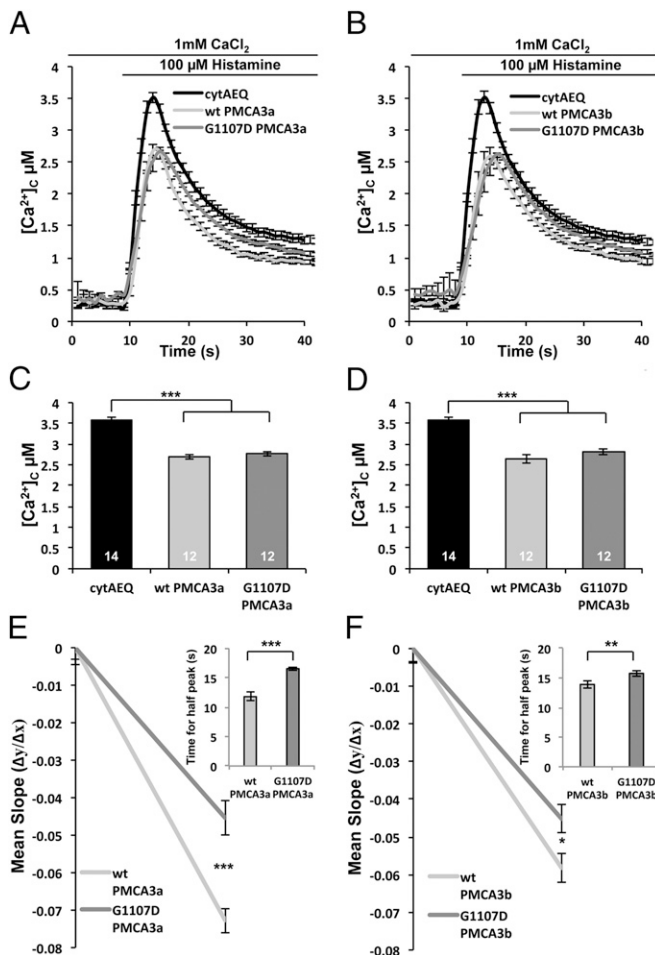 A
1mM CaCl₂
100 µM Histamine
[Ca²⁺]c µM
4
3.5
3
2.5
2
1.5
1
0.5
0
cytAEQ
wt PMCA3a
G1107D PMCA3a
0 10 20 30 40
Time (s)
B
1mM CaCl₂
100 µM Histamine
[Ca²⁺]c µM
4
3.5
3
2.5
2
1.5
1
0.5
0
cytAEQ
wt PMCA3b
G1107D PMCA3b
0 10 20 30 40
Time (s)
C
[Ca²⁺]c µM
4
3.5
3
2.5
2
1.5
1
0.5
0
***
14 12 12
cytAEQ wt PMCA3a G1107D
PMCA3a
D
[Ca²⁺]c µM
4
3.5
3
2.5
2
1.5
1
0.5
0
***
14 12 12
cytAEQ wt PMCA3b G1107D
PMCA3b
E
Mean Slope (Δy/Δx)
0
-0.01
-0.02
-0.03
-0.04
-0.05
-0.06
-0.07
-0.08
***
wt
PMCA3a
G1107D
PMCA3a
Time for half peak (s)
20
15
10
5
0
***
wt G1107D
PMCA3a PMCA3a
F
Mean Slope (Δy/Δx)
0
-0.01
-0.02
-0.03
-0.04
-0.05
-0.06
-0.07
-0.08
*
wt
PMCA3b
G1107D
PMCA3b
Time for half peak (s)
20
15
10
5
0
**
wt G1107D
PMCA3b PMCA3b